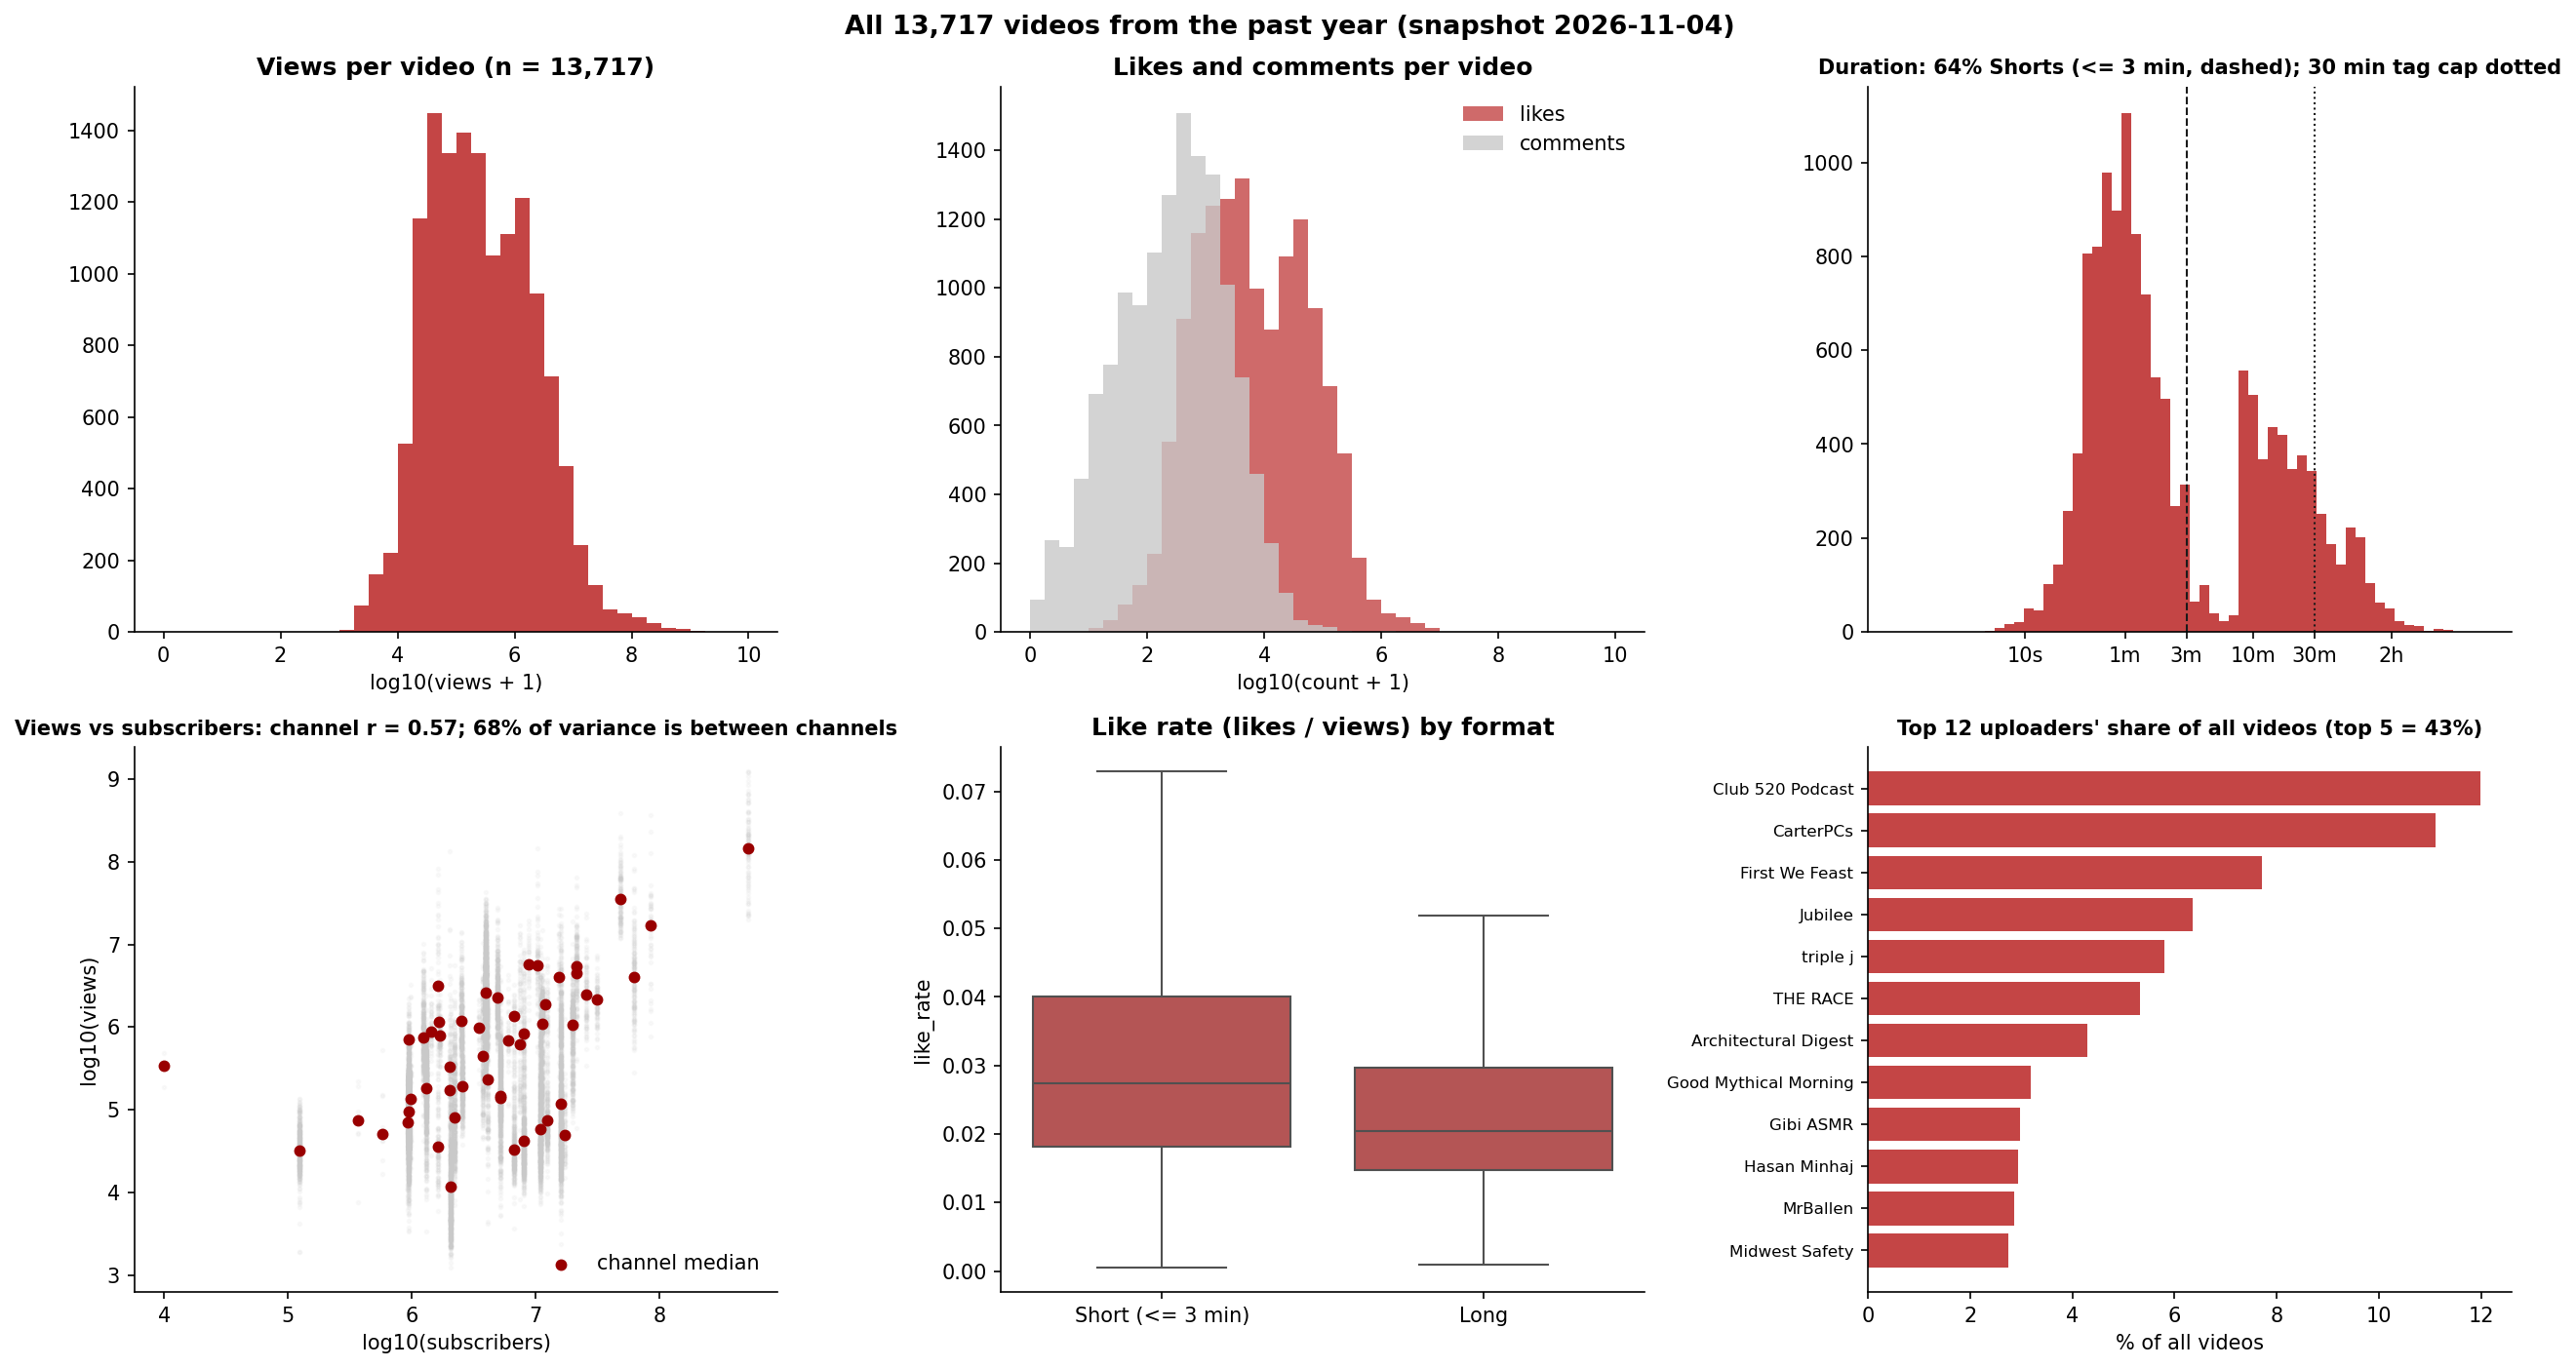 All 13,717 videos from the past year (snapshot 2026-11-04)
Views per video (n = 13,717)
1400
1200
1000
800
600
400
200
0
0 2 4 6 8 10
log10(views + 1)
Likes and comments per video
likes
comments
1400
1200
1000
800
600
400
200
0
0 2 4 6 8 10
log10(count + 1)
Duration: 64% Shorts (<= 3 min, dashed); 30 min tag cap dotted
1000
800
600
400
200
0
10s 1m 3m 10m 30m 2h
Views vs subscribers: channel r = 0.57; 68% of variance is between channels
log10(views)
9
8
7
6
5
4
3
channel median
4 5 6 7 8
log10(subscribers)
Like rate (likes / views) by format
like_rate
0.07
0.06
0.05
0.04
0.03
0.02
0.01
0.00
Short (<= 3 min) Long
Top 12 uploaders' share of all videos (top 5 = 43%)
Club 520 Podcast
CarterPCs
First We Feast
Jubilee
triple j
THE RACE
Architectural Digest
Good Mythical Morning
Gibi ASMR
Hasan Minhaj
MrBallen
Midwest Safety
0 2 4 6 8 10 12
% of all videos